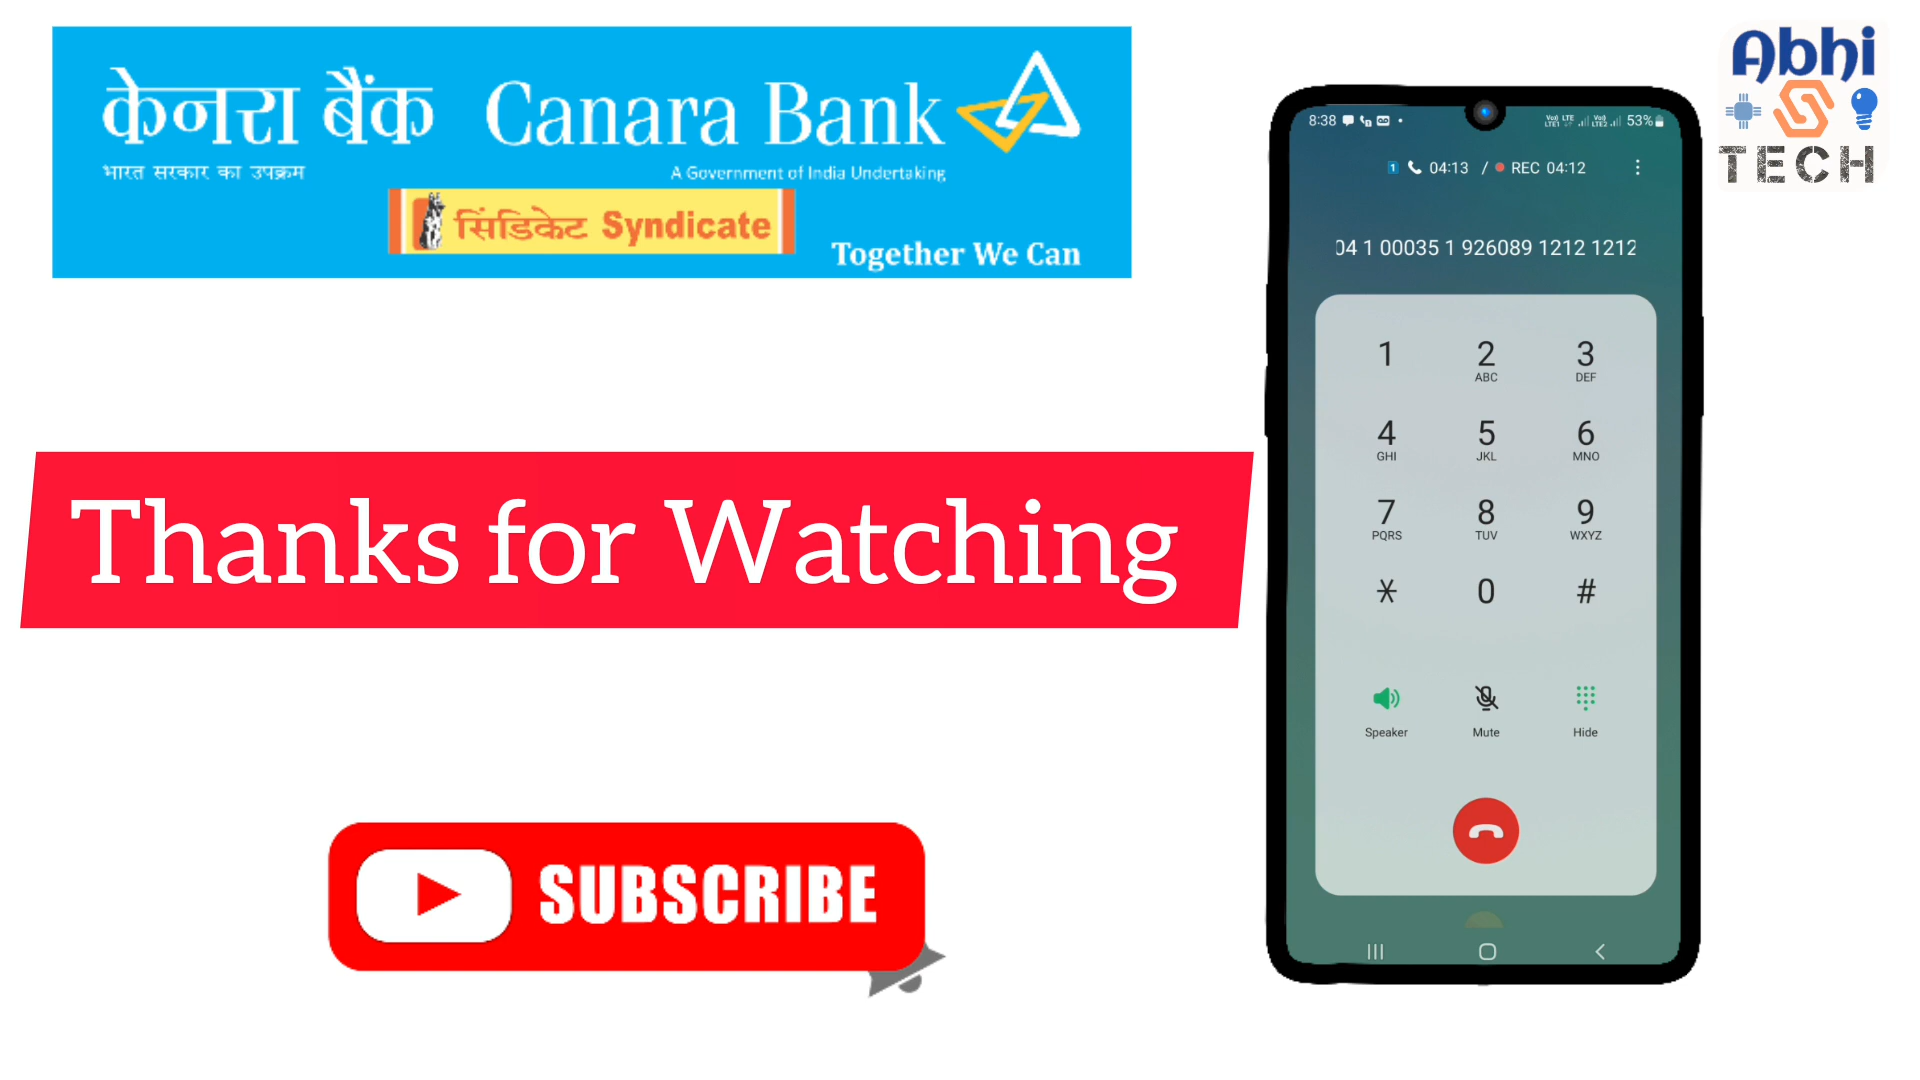 केनरा बैंक Canara Bank
भारत सरकार का उपक्रम
A Government of India Undertaking
सिंडिकेट Syndicate
Together We Can
Thanks for Watching
SUBSCRIBE
Abhi
TECH
8:38
53%
1 04:13 / REC 04:12
04 1 00035 1 926089 1212 1212
1 2 3
ABC DEF
4 5 6
GHI JKL MNO
7 8 9
PQRS TUV WXYZ
* 0 #
Speaker Mute Hide